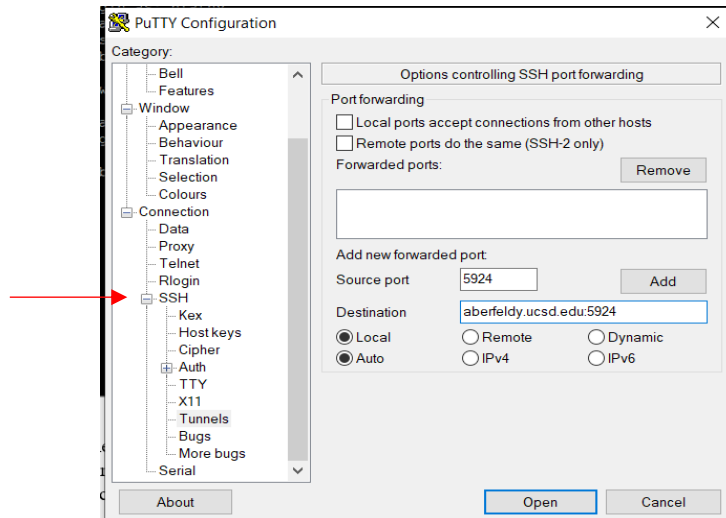 PuTTY Configuration
Category:
Bell
Features
Window
Appearance
Behaviour
Translation
Selection
Colours
Connection
Data
Proxy
Telnet
Rlogin
SSH
Kex
Host keys
Cipher
Auth
TTY
X11
Tunnels
Bugs
More bugs
Serial
Options controlling SSH port forwarding
Port forwarding
Local ports accept connections from other hosts
Remote ports do the same (SSH-2 only)
Forwarded ports:
Remove
Add new forwarded port:
Source port 5924 Add
Destination aberfeldy.ucsd.edu:5924
Local Remote Dynamic
Auto IPv4 IPv6
About Open Cancel